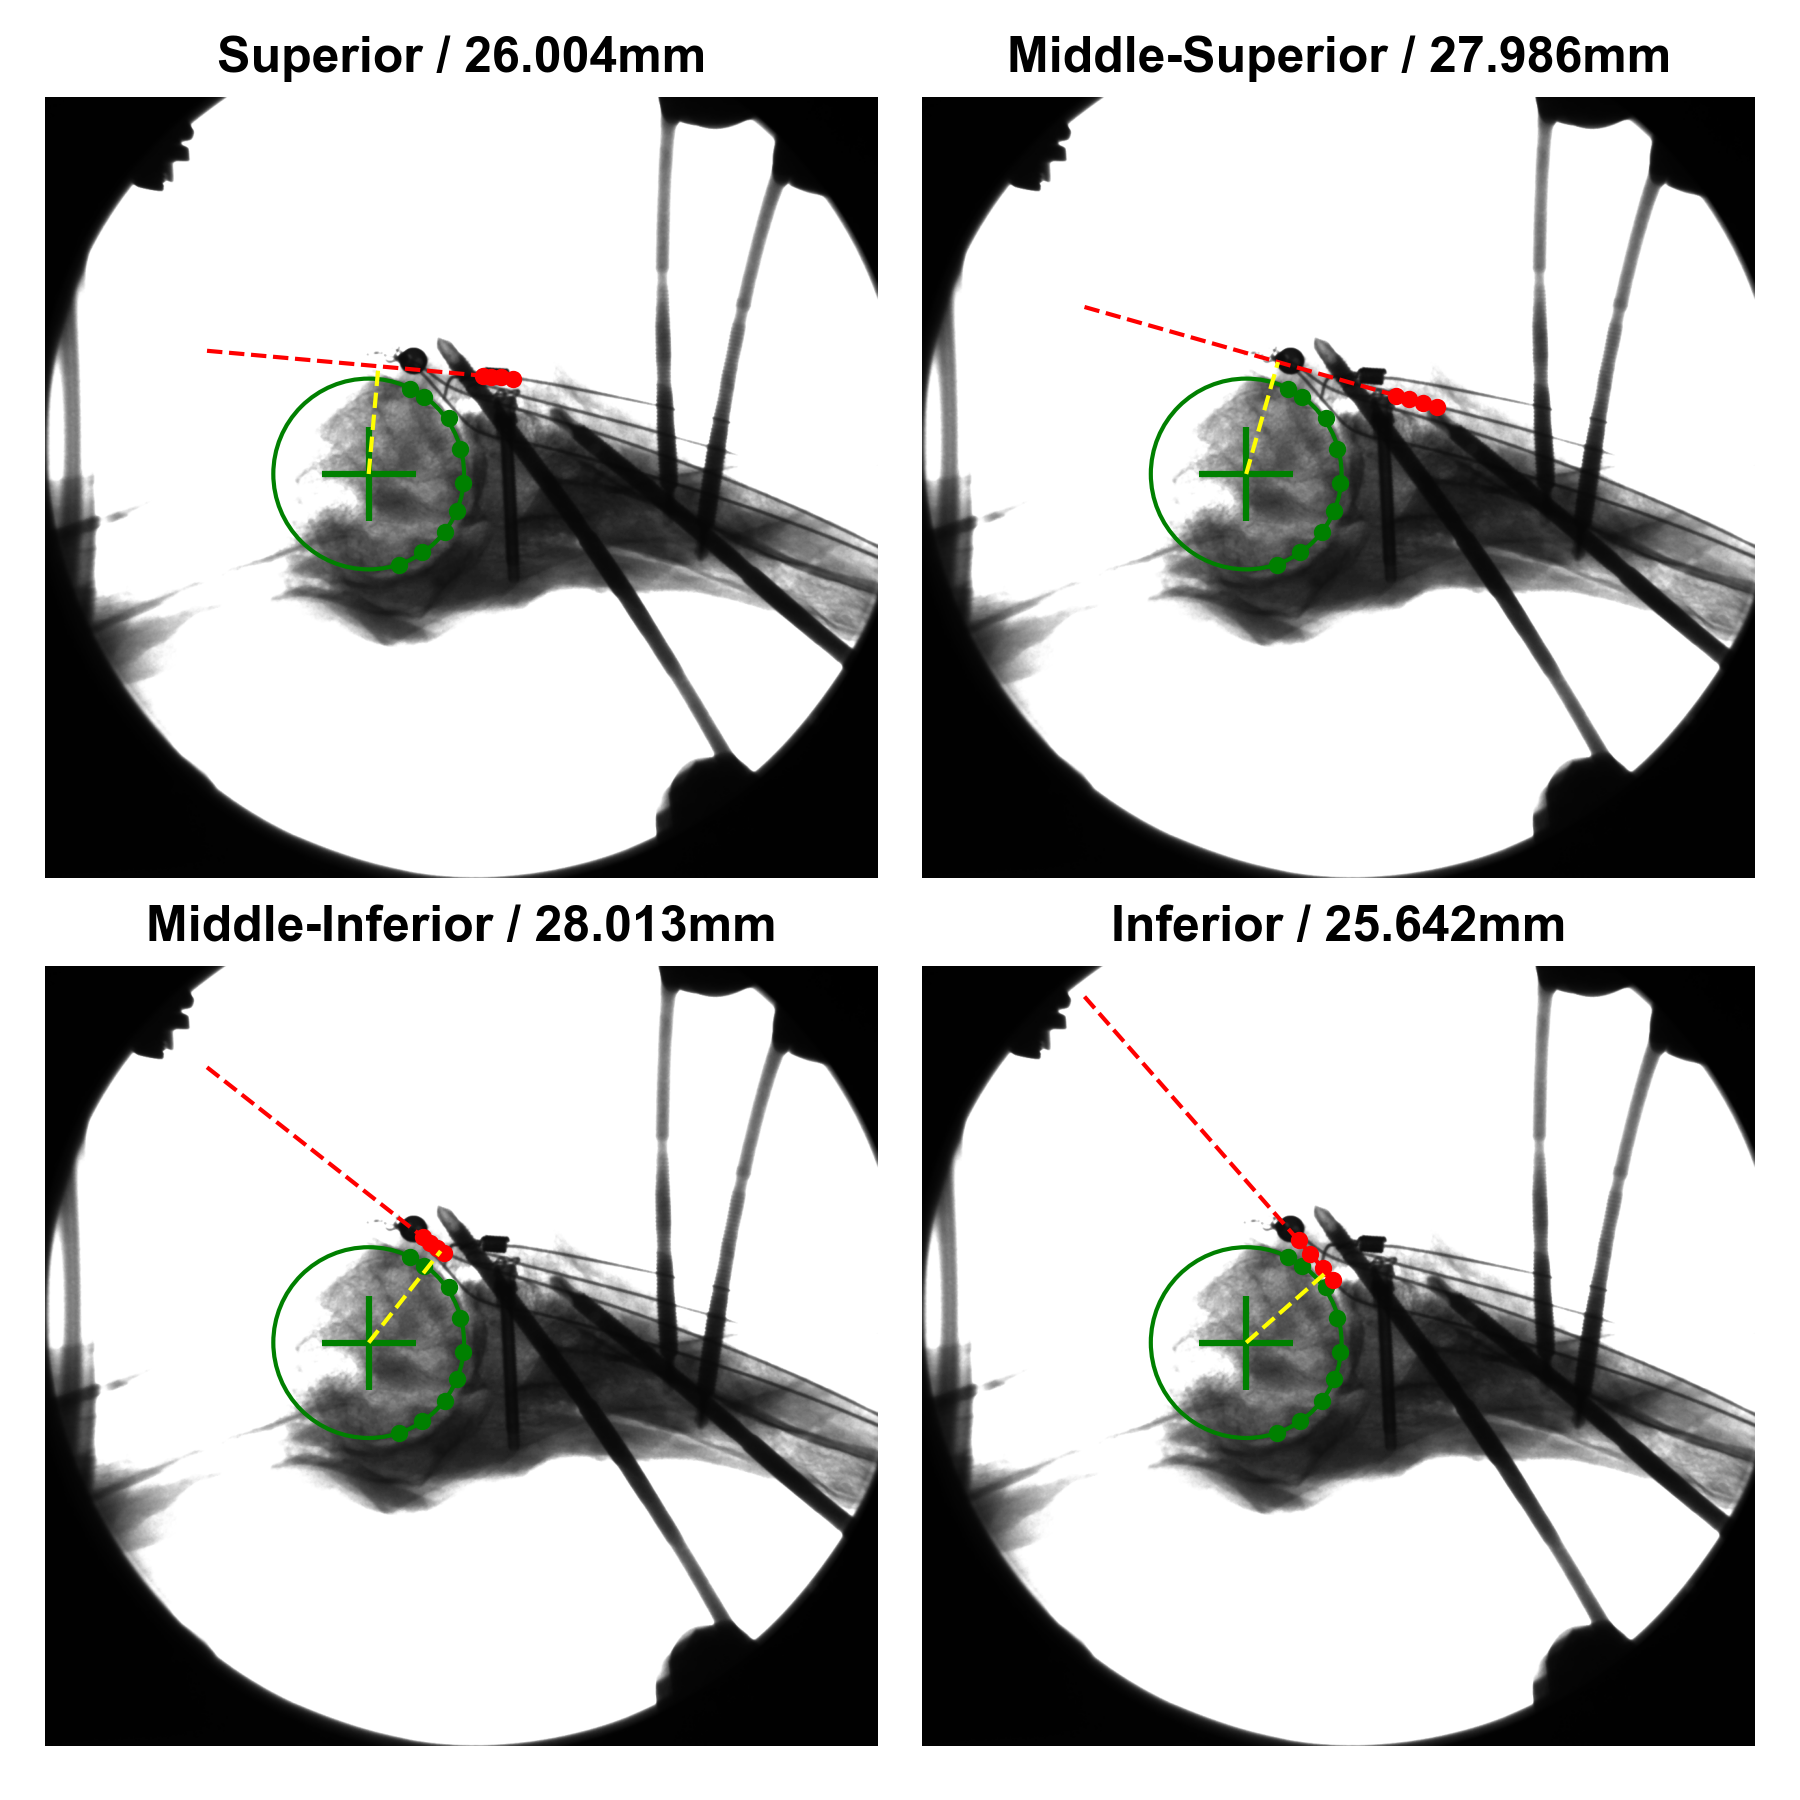 Superior / 26.004mm
Middle-Superior / 27.986mm
Middle-Inferior / 28.013mm
Inferior / 25.642mm